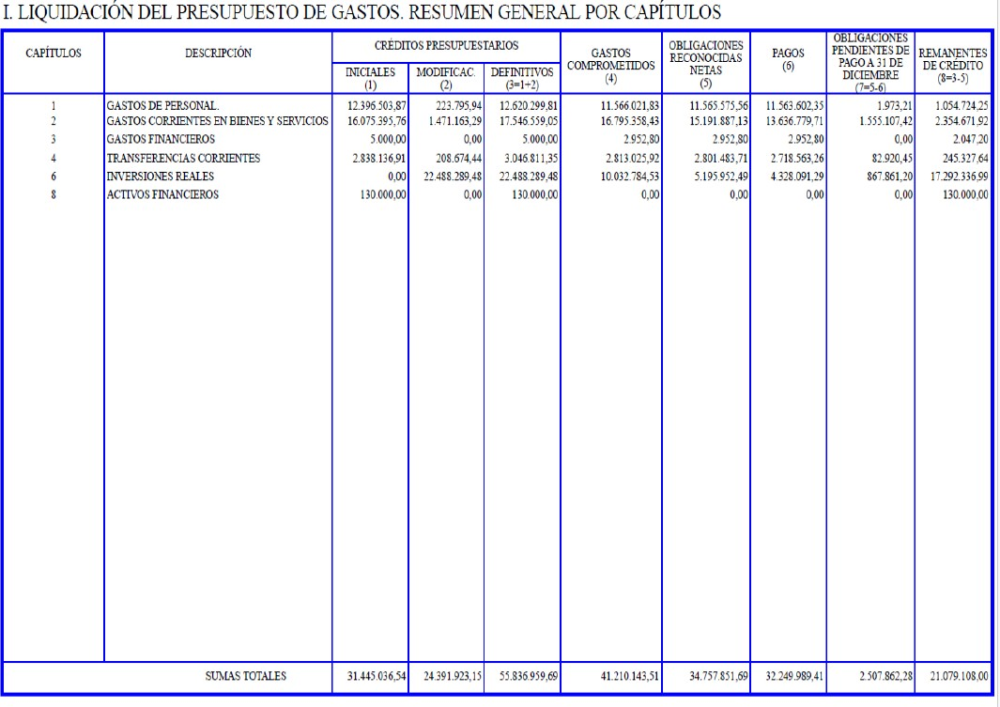 I. LIQUIDACIÓN DEL PRESUPUESTO DE GASTOS. RESUMEN GENERAL POR CAPÍTULOS
CAPÍTULOS DESCRIPCIÓN CRÉDITOS PRESUPUESTARIOS GASTOS COMPROMETIDOS (4) OBLIGACIONES RECONOCIDAS NETAS (5) PAGOS (6) OBLIGACIONES PENDIENTES DE PAGO A 31 DE DICIEMBRE (7=5-6) REMANENTES DE CRÉDITO (8=3-5)
INICIALES (1) MODIFICAC. (2) DEFINITIVOS (3=1+2)
1 GASTOS DE PERSONAL. 12.396.503,87 223.795,94 12.620.299,81 11.566.021,83 11.565.575,56 11.563.602,35 1.973,21 1.054.724,25
2 GASTOS CORRIENTES EN BIENES Y SERVICIOS 16.075.395,76 1.471.163,29 17.546.559,05 16.795.358,43 15.191.887,13 13.636.779,71 1.555.107,42 2.354.671,92
3 GASTOS FINANCIEROS 5.000,00 0,00 5.000,00 2.952,80 2.952,80 2.952,80 0,00 2.047,20
4 TRANSFERENCIAS CORRIENTES 2.838.136,91 208.674,44 3.046.811,35 2.813.025,92 2.801.483,71 2.718.563,26 82.920,45 245.327,64
6 INVERSIONES REALES 0,00 22.488.289,48 22.488.289,48 10.032.784,53 5.195.952,49 4.328.091,29 867.861,20 17.292.336,99
8 ACTIVOS FINANCIEROS 130.000,00 0,00 130.000,00 0,00 0,00 0,00 0,00 130.000,00
SUMAS TOTALES 31.445.036,54 24.391.923,15 55.836.959,69 41.210.143,51 34.757.851,69 32.249.989,41 2.507.862,28 21.079.108,00